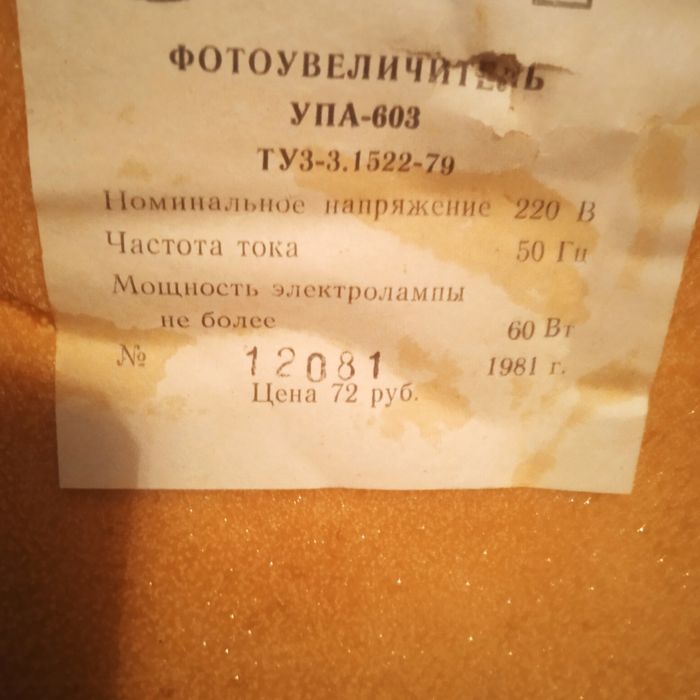 ФОТОУВЕЛИЧИТЕЛЬ
УПА-603
ТУ3-3.1522-79
Номинальное напряжение 220 В
Частота тока 50 Гц
Мощность электролампы
не более 60 Вт
№ 12081 1981 г.
Цена 72 руб.